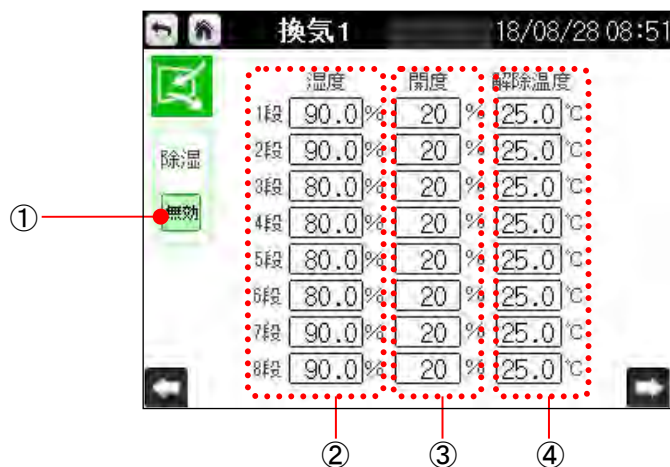 換気1 18/08/28 08:51
湿度 開度 解除温度
1段 90.0% 20% 25.0℃
除湿
2段 90.0% 20% 25.0℃
3段 80.0% 20% 25.0℃
① 無効
4段 80.0% 20% 25.0℃
5段 80.0% 20% 25.0℃
6段 80.0% 20% 25.0℃
7段 90.0% 20% 25.0℃
8段 90.0% 20% 25.0℃
② ③ ④